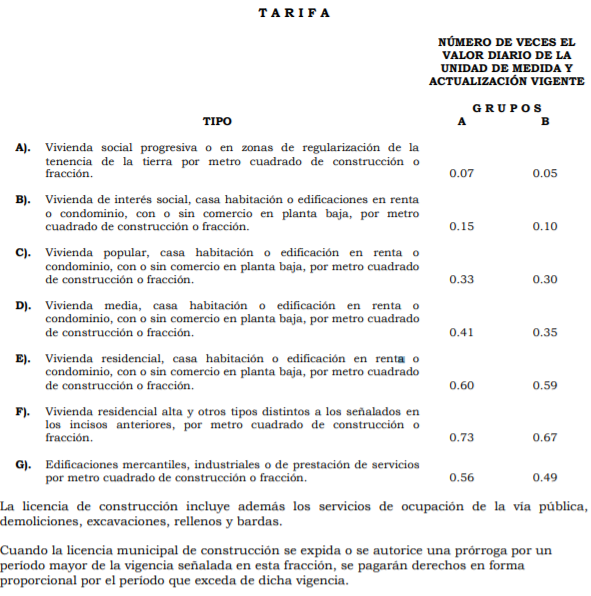 T A R I F A
NÚMERO DE VECES EL
VALOR DIARIO DE LA
UNIDAD DE MEDIDA Y
ACTUALIZACIÓN VIGENTE
G R U P O S
TIPO A B
A). Vivienda social progresiva o en zonas de regularización de la
tenencia de la tierra por metro cuadrado de construcción o
fracción. 0.07 0.05
B). Vivienda de interés social, casa habitación o edificaciones en renta
o condominio, con o sin comercio en planta baja, por metro
cuadrado de construcción o fracción. 0.15 0.10
C). Vivienda popular, casa habitación o edificación en renta o
condominio, con o sin comercio en planta baja, por metro cuadrado
de construcción o fracción. 0.33 0.30
D). Vivienda media, casa habitación o edificación en renta o
condominio, con o sin comercio en planta baja, por metro cuadrado
de construcción o fracción. 0.41 0.35
E). Vivienda residencial, casa habitación o edificación en renta o
condominio, con o sin comercio en planta baja, por metro cuadrado
de construcción o fracción. 0.60 0.59
F). Vivienda residencial alta y otros tipos distintos a los señalados en
los incisos anteriores, por metro cuadrado de construcción o
fracción. 0.73 0.67
G). Edificaciones mercantiles, industriales o de prestación de servicios
por metro cuadrado de construcción o fracción. 0.56 0.49
La licencia de construcción incluye además los servicios de ocupación de la vía pública,
demoliciones, excavaciones, rellenos y bardas.
Cuando la licencia municipal de construcción se expida o se autorice una prórroga por un
período mayor de la vigencia señalada en esta fracción, se pagarán derechos en forma
proporcional por el período que exceda de dicha vigencia.